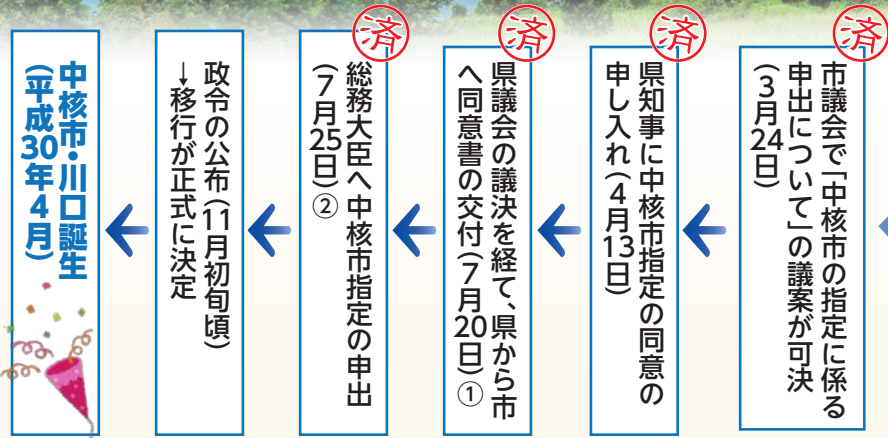 済
市議会で「中核市の指定に係る
申出について」の議案が可決
(3月24日)
済
県知事に中核市指定の同意の
申し入れ(4月13日)
済
県議会の議決を経て、県から市
へ同意書の交付(7月20日)①
済
総務大臣へ中核市指定の申出
(7月25日)②
政令の公布(11月初旬頃)
→移行が正式に決定
中核市・川口誕生
(平成30年4月)